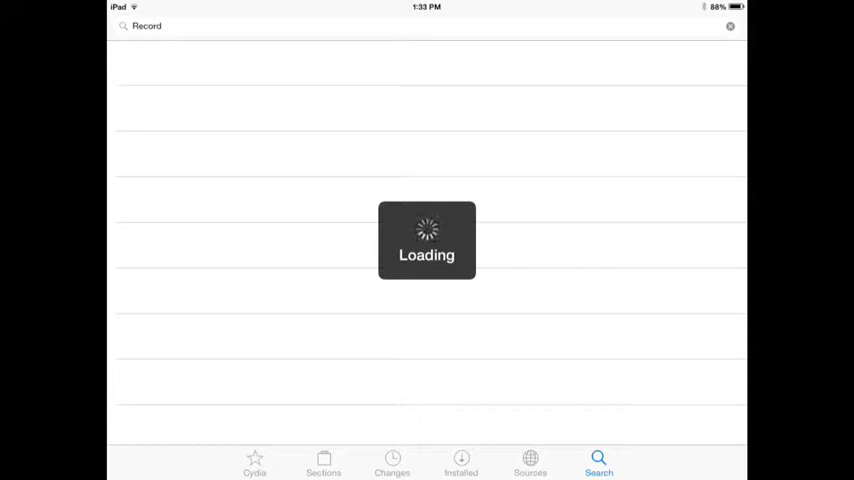 iPad 1:33 PM 88%
Record
Loading
Cydia Sections Changes Installed Sources Search